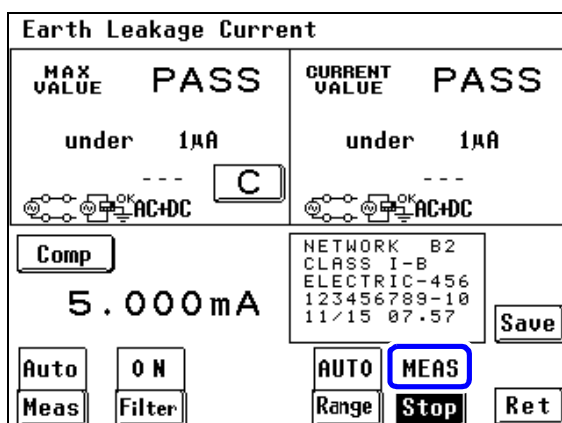 Earth Leakage Current
MAX VALUE PASS
under 1μA
---
C
OK
AC+DC
CURRENT VALUE PASS
under 1μA
---
OK
AC+DC
Comp
5.000mA
NETWORK B2
CLASS I-B
ELECTRIC-456
123456789-10
11/15 07.57
Save
Auto ON AUTO MEAS
Meas Filter Range Stop Ret